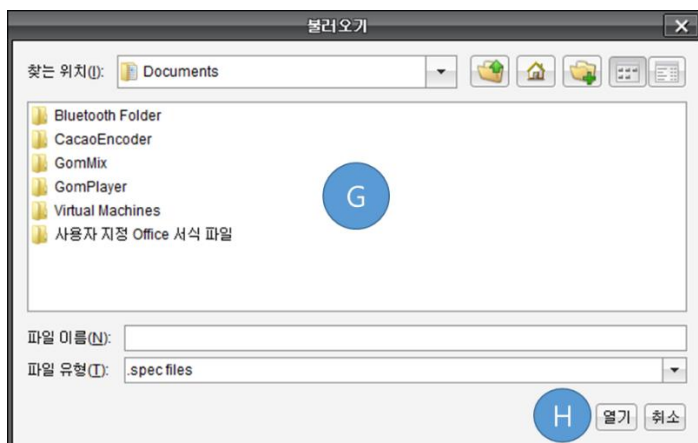 불러오기
찾는 위치(I): Documents
Bluetooth Folder
CacaoEncoder
GomMix
GomPlayer
Virtual Machines
사용자 지정 Office 서식 파일
G
파일 이름(N):
파일 유형(T): .spec files
H 열기 취소